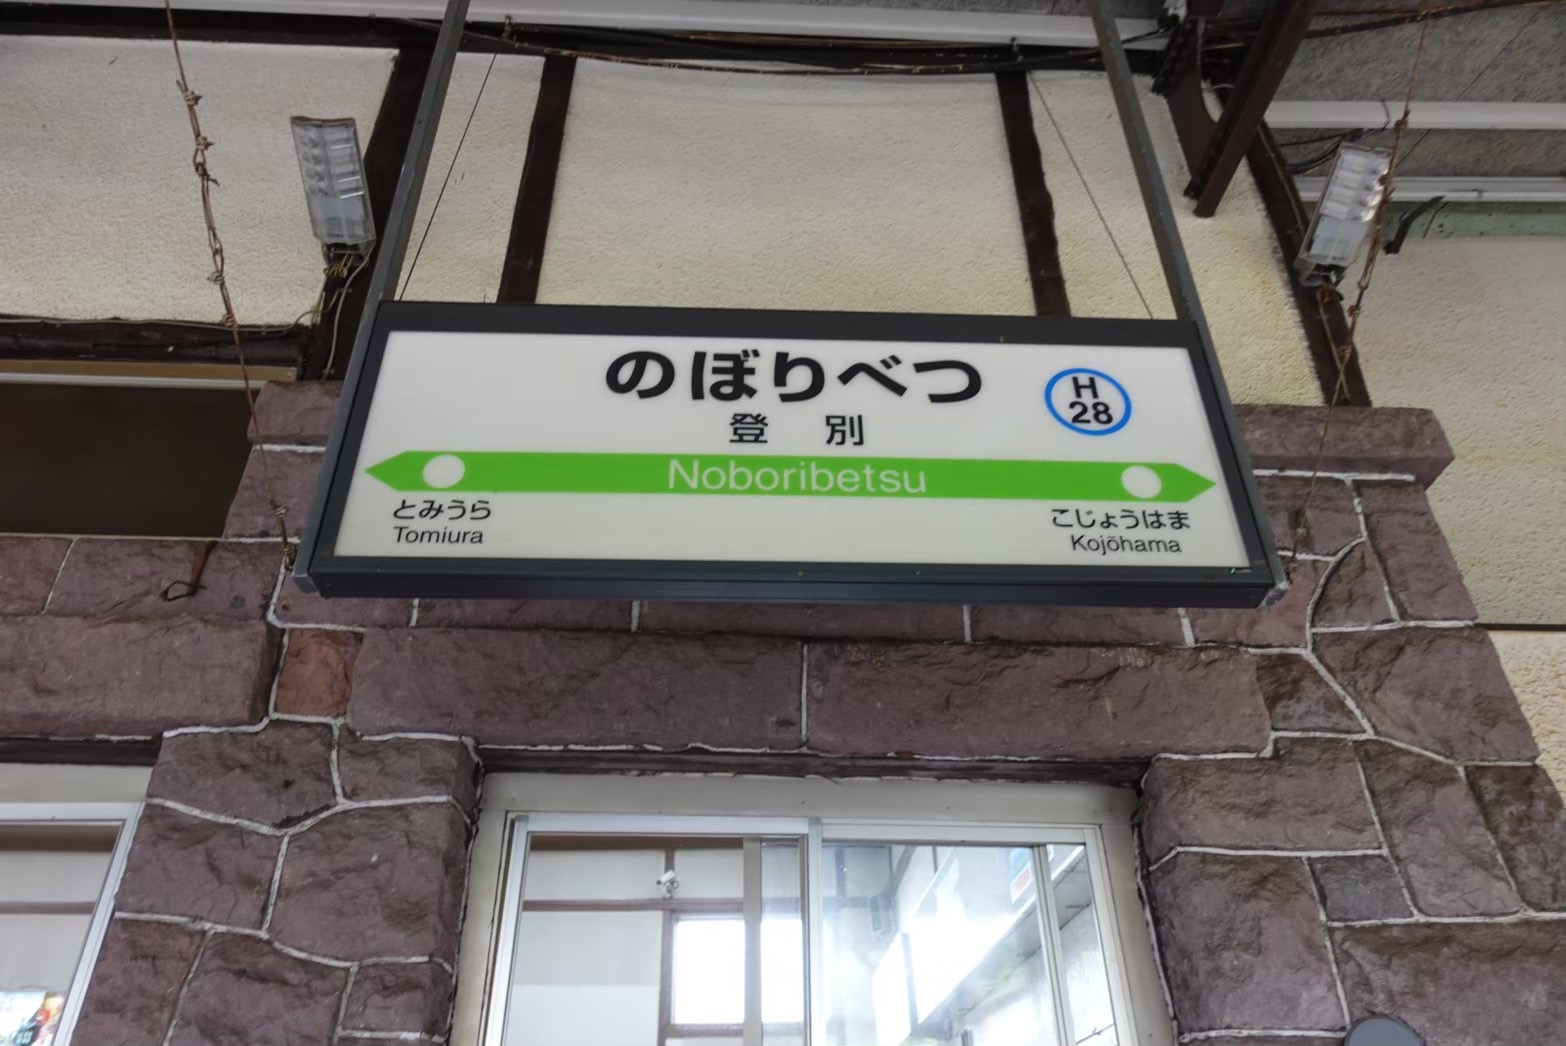 のぼりべつ
H
28
登別
Noboribetsu
とみうら
Tomiura
こじょうはま
Kojōhama